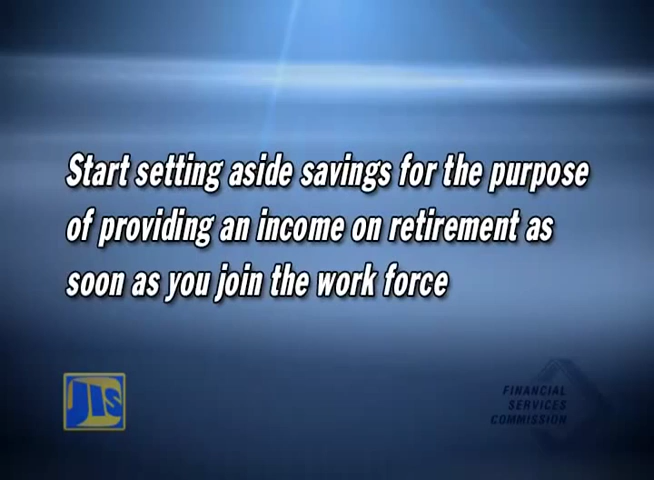 Start setting aside savings for the purpose
of providing an income on retirement as
soon as you join the work force
JIS
FINANCIAL
SERVICES
COMMISSION